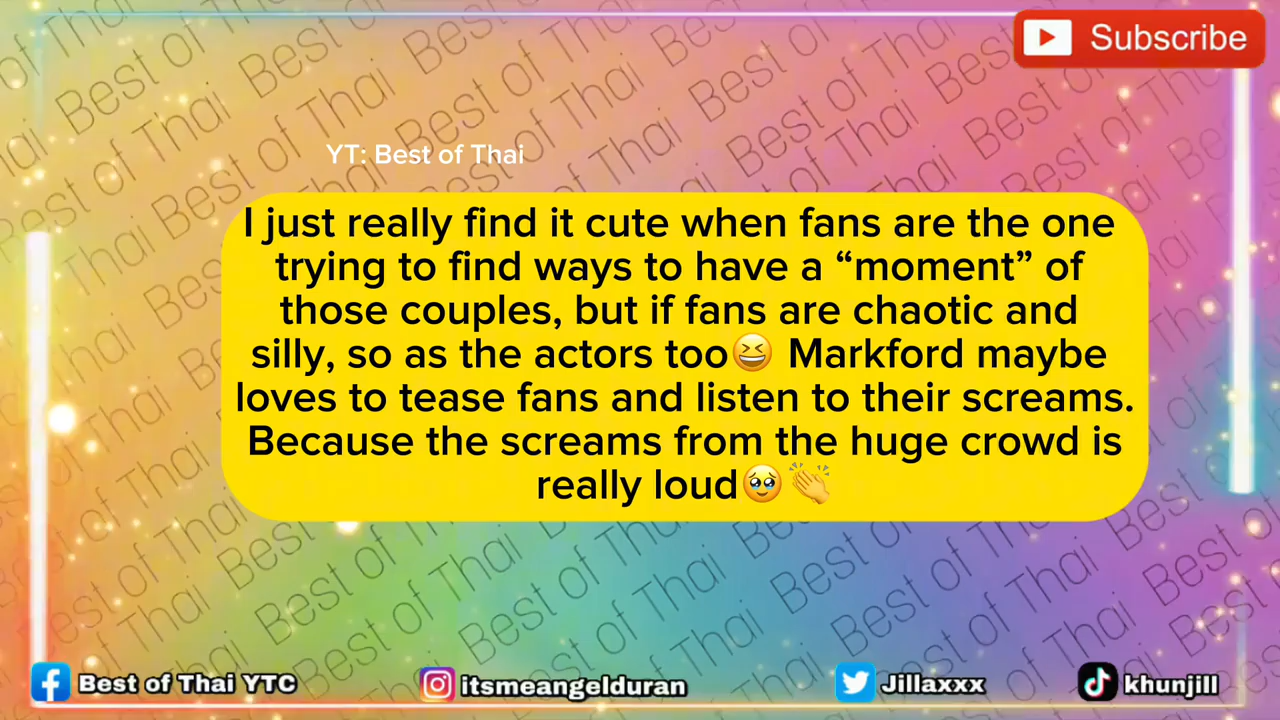 Subscribe
YT: Best of Thai
I just really find it cute when fans are the one
trying to find ways to have a “moment” of
those couples, but if fans are chaotic and
silly, so as the actors too😆 Markford maybe
loves to tease fans and listen to their screams.
Because the screams from the huge crowd is
really loud🥹👏
Best of Thai YTC
itsmeangelduran
Jillaxxx
khunjill